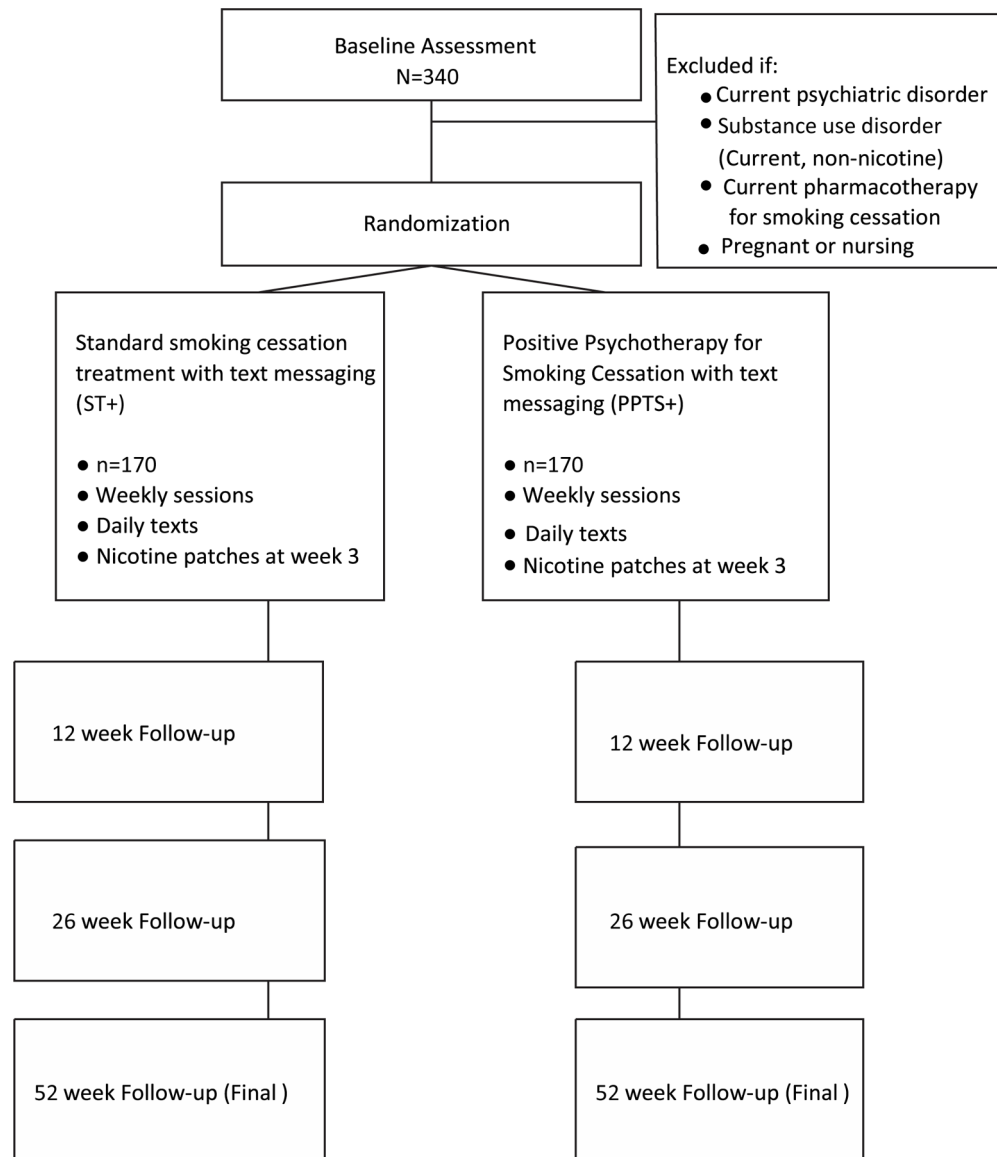 Baseline Assessment
N=340
Excluded if:
● Current psychiatric disorder
● Substance use disorder
(Current, non-nicotine)
● Current pharmacotherapy
for smoking cessation
● Pregnant or nursing
Randomization
Standard smoking cessation
treatment with text messaging
(ST+)
● n=170
● Weekly sessions
● Daily texts
● Nicotine patches at week 3
Positive Psychotherapy for
Smoking Cessation with text
messaging (PPTS+)
● n=170
● Weekly sessions
● Daily texts
● Nicotine patches at week 3
12 week Follow-up
12 week Follow-up
26 week Follow-up
26 week Follow-up
52 week Follow-up (Final )
52 week Follow-up (Final )